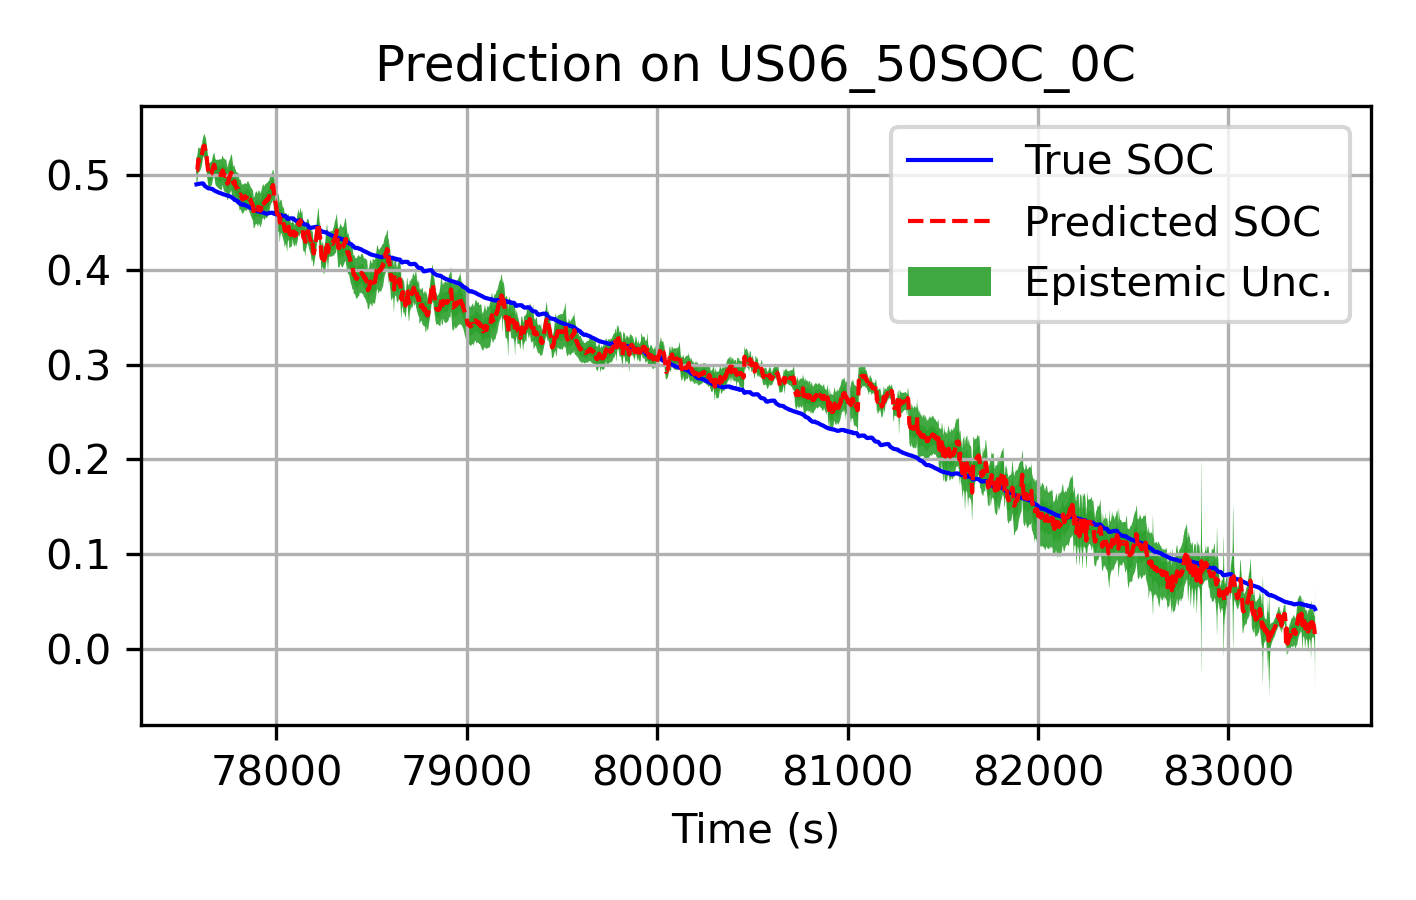 Prediction on US06_50SOC_0C
True SOC
Predicted SOC
Epistemic Unc.
0.5
0.4
0.3
0.2
0.1
0.0
78000 79000 80000 81000 82000 83000
Time (s)